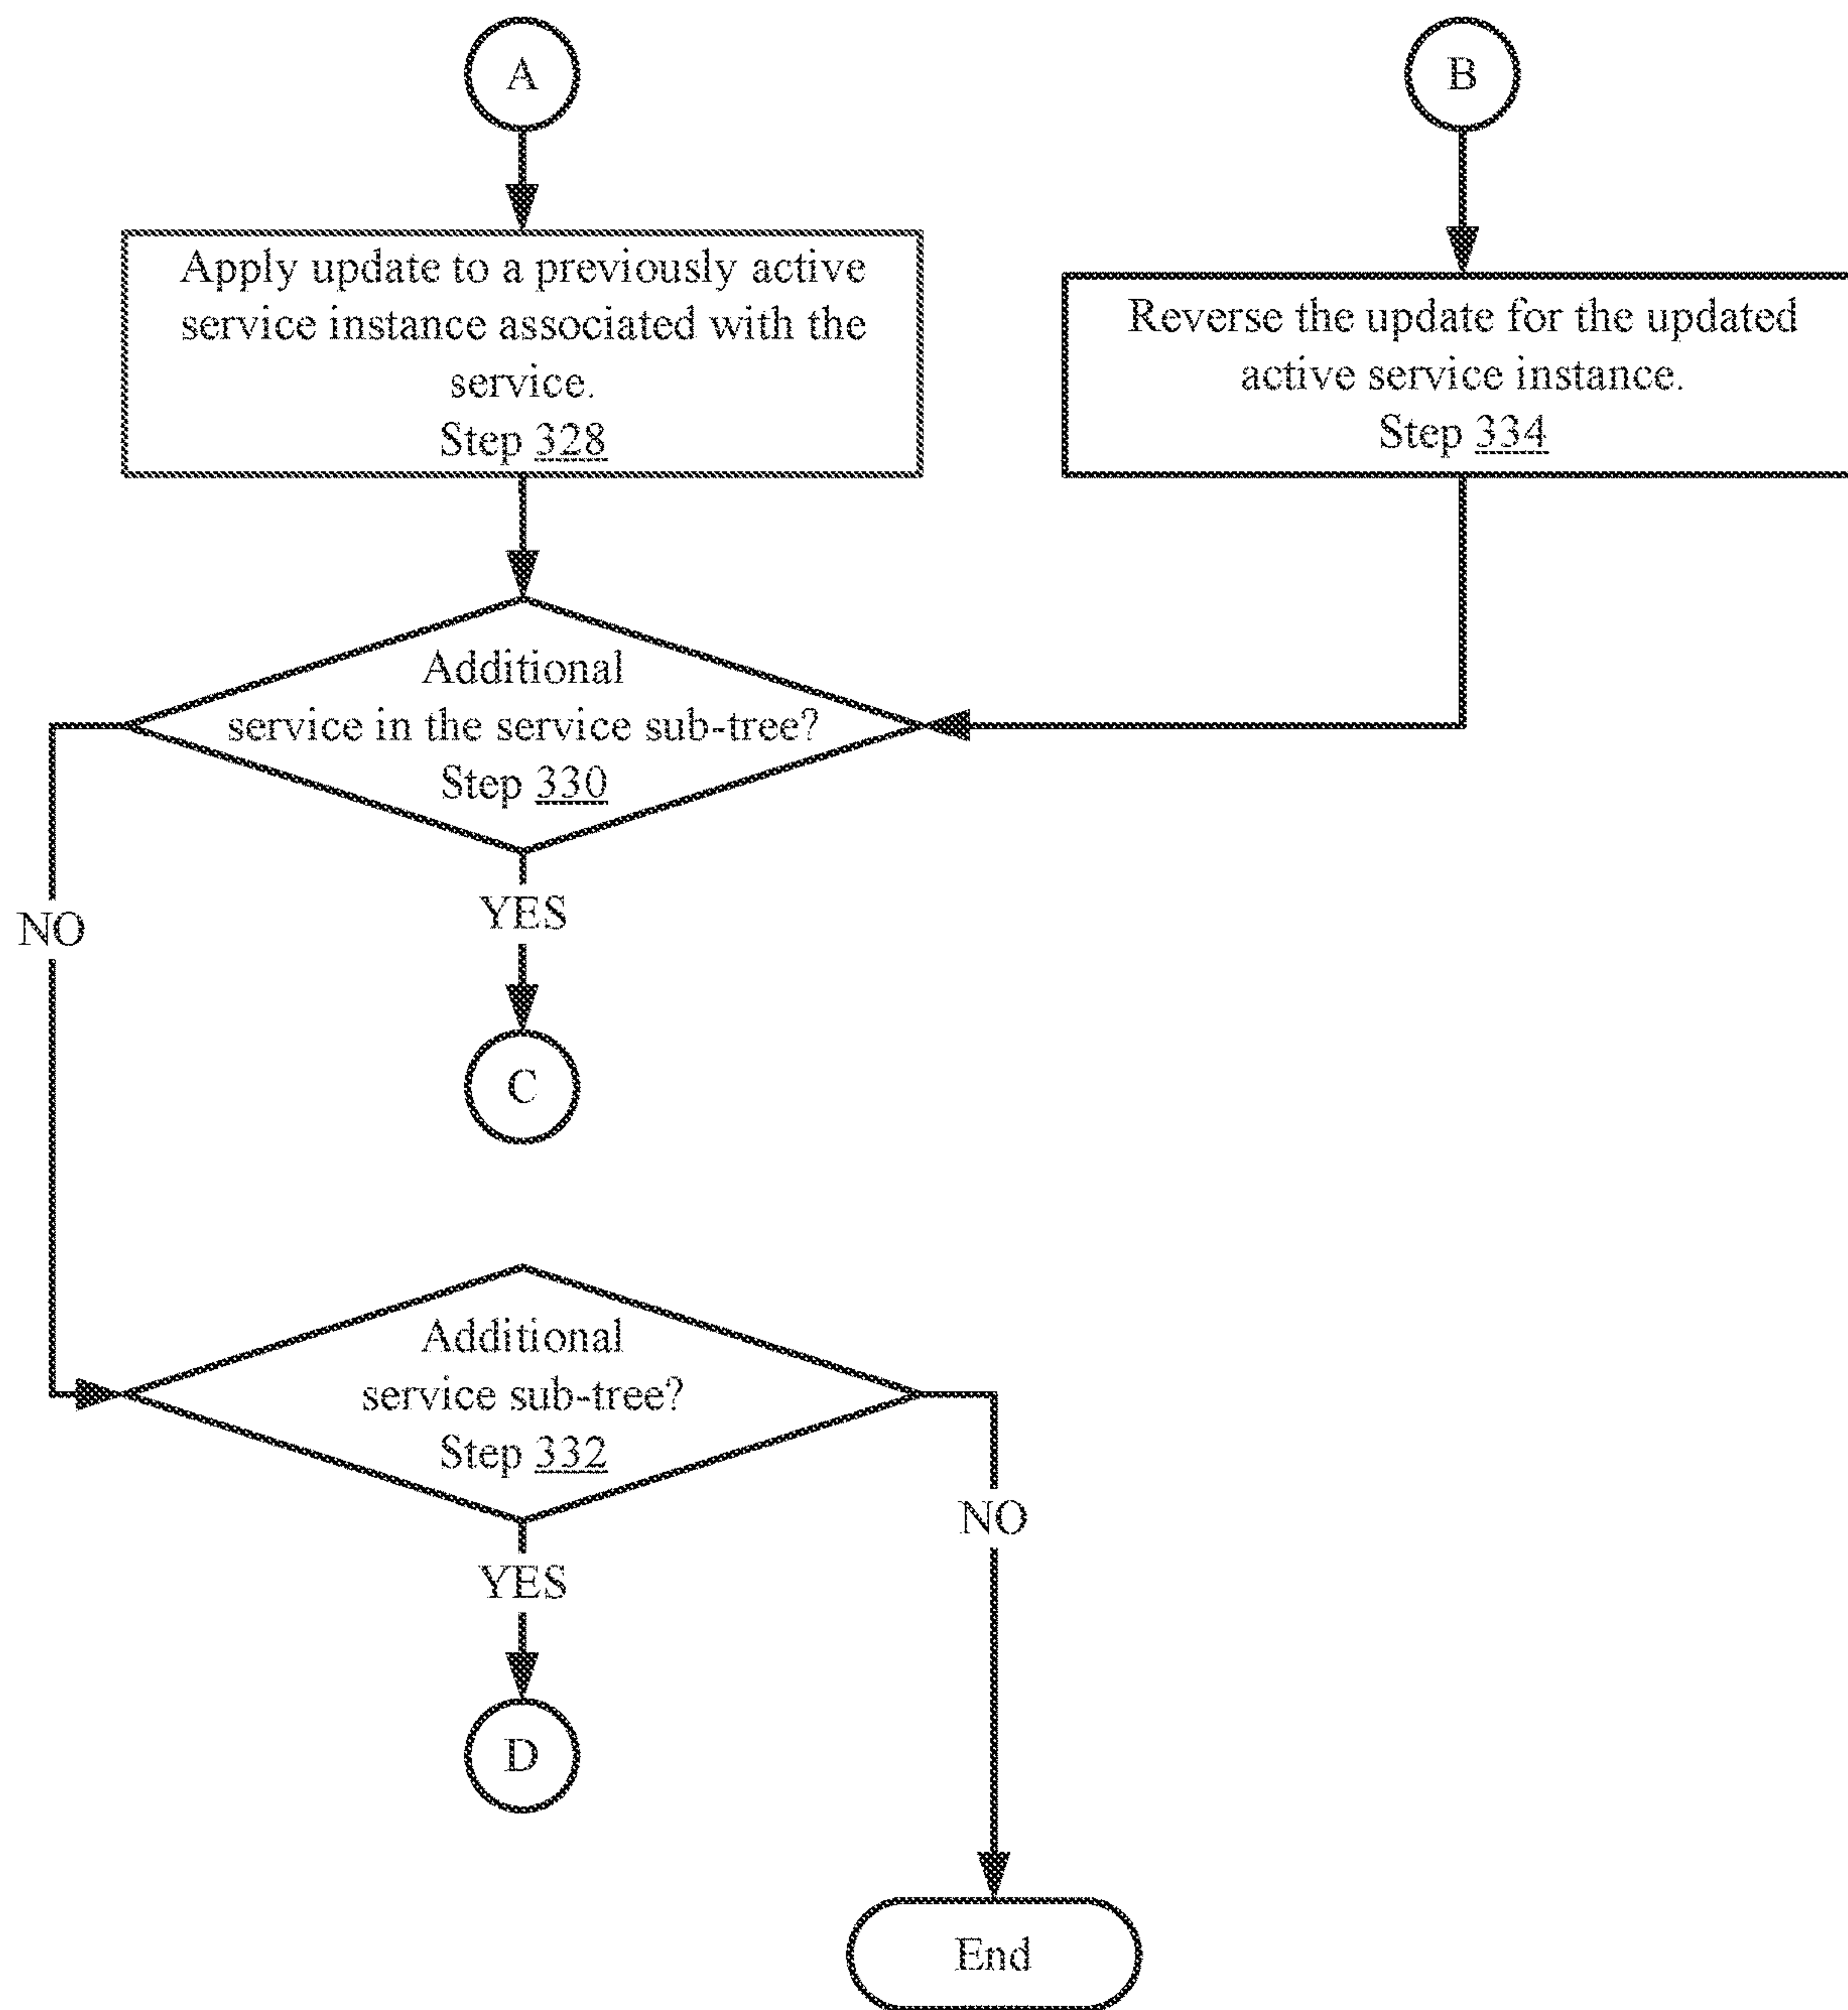 A
B
Apply update to a previously active
service instance associated with the
service.
Step 328
Reverse the update for the updated
active service instance.
Step 334
Additional
service in the service sub-tree?
Step 330
YES
NO
C
Additional
service sub-tree?
Step 332
NO
YES
D
End